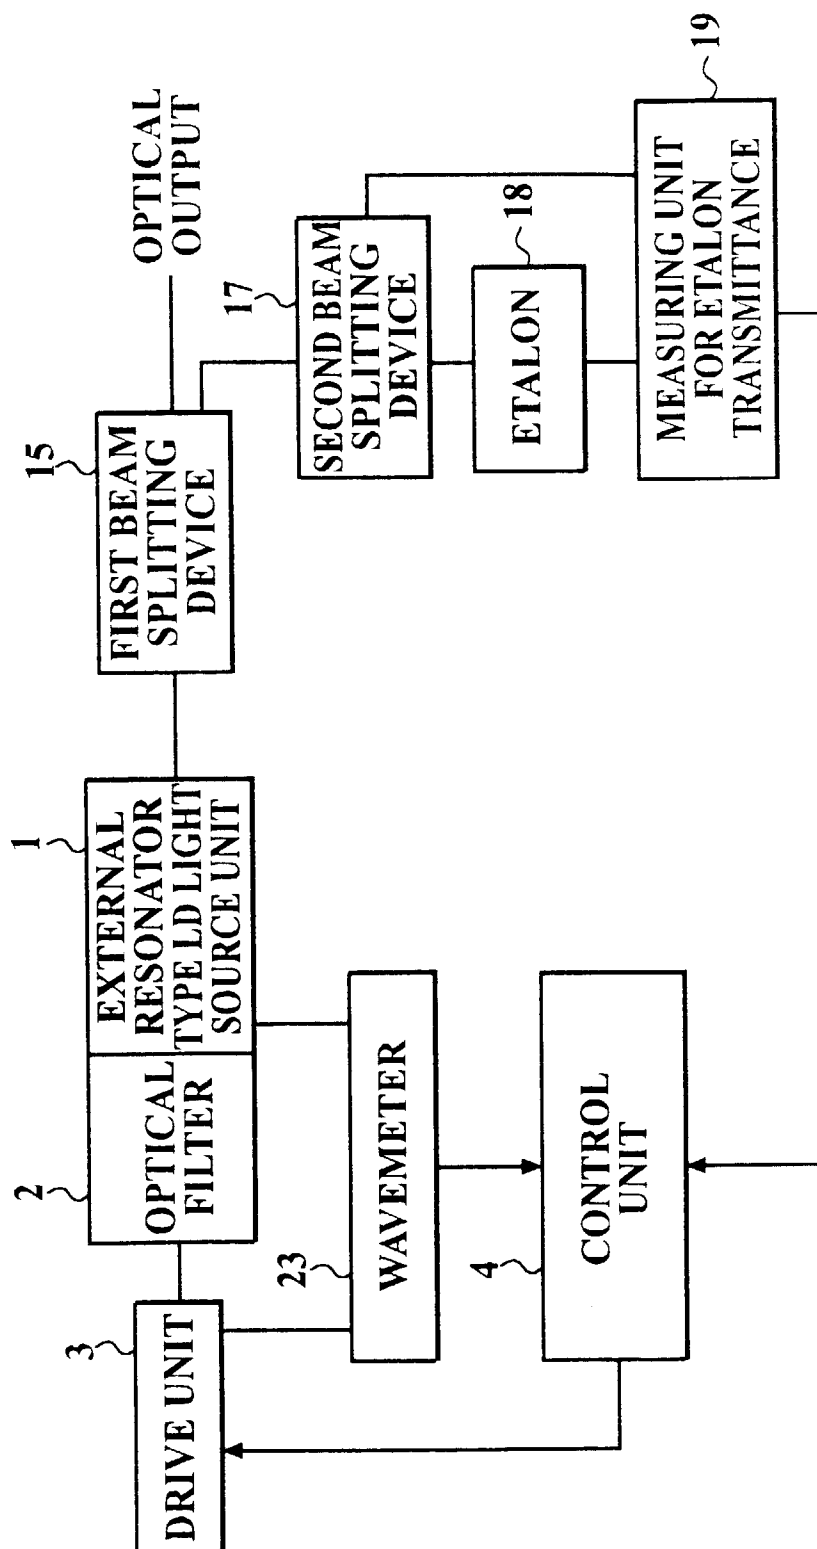 3
DRIVE UNIT
2
OPTICAL
FILTER
1
EXTERNAL
RESONATOR
TYPE LD LIGHT
SOURCE UNIT
15
FIRST BEAM
SPLITTING
DEVICE
OPTICAL
OUTPUT
23
WAVEMETER
4
CONTROL
UNIT
17
SECOND BEAM
SPLITTING
DEVICE
18
ETALON
19
MEASURING UNIT
FOR ETALON
TRANSMITTANCE